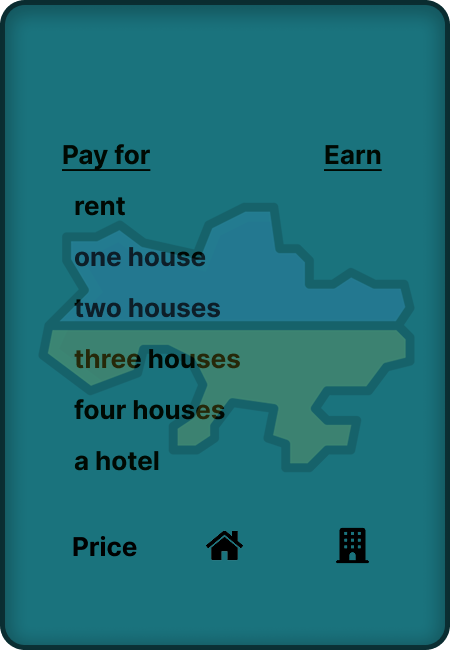 Pay for Earn
rent
one house
two houses
three houses
four houses
a hotel
Price